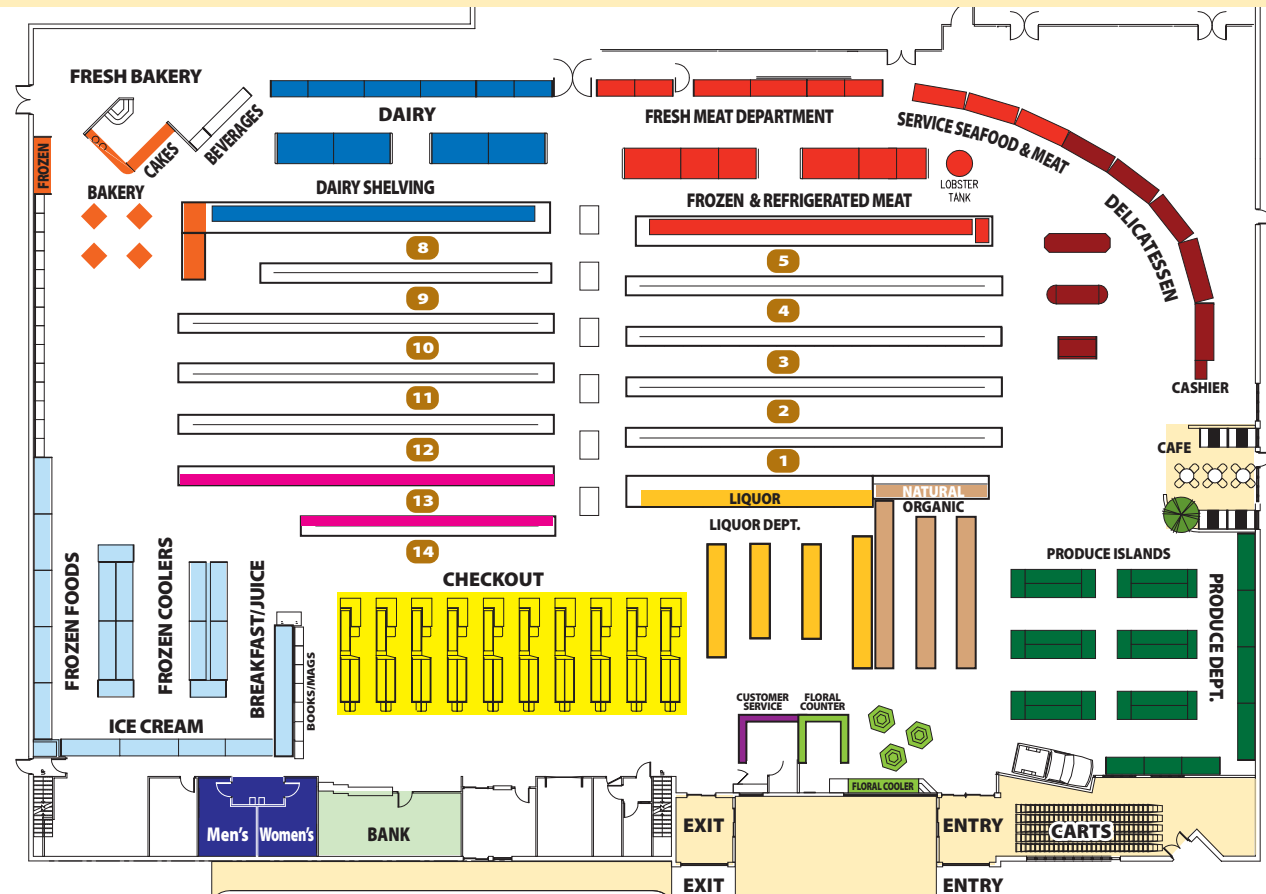 FRESH BAKERY
CAKES
BEVERAGES
FROZEN
BAKERY
DAIRY
DAIRY SHELVING
FRESH MEAT DEPARTMENT
SERVICE SEAFOOD & MEAT
LOBSTER
TANK
FROZEN & REFRIGERATED MEAT
DELICATESSEN
CASHIER
CAFE
8
9
10
11
12
13
14
5
4
3
2
1
LIQUOR
NATURAL
ORGANIC
LIQUOR DEPT.
PRODUCE ISLANDS
PRODUCE DEPT.
CHECKOUT
FROZEN FOODS
FROZEN COOLERS
BREAKFAST/JUICE
BOOKS/MAGS
ICE CREAM
CUSTOMER
SERVICE
FLORAL
COUNTER
FLORAL COOLER
Men's
Women's
BANK
EXIT
ENTRY
CARTS
EXIT
ENTRY